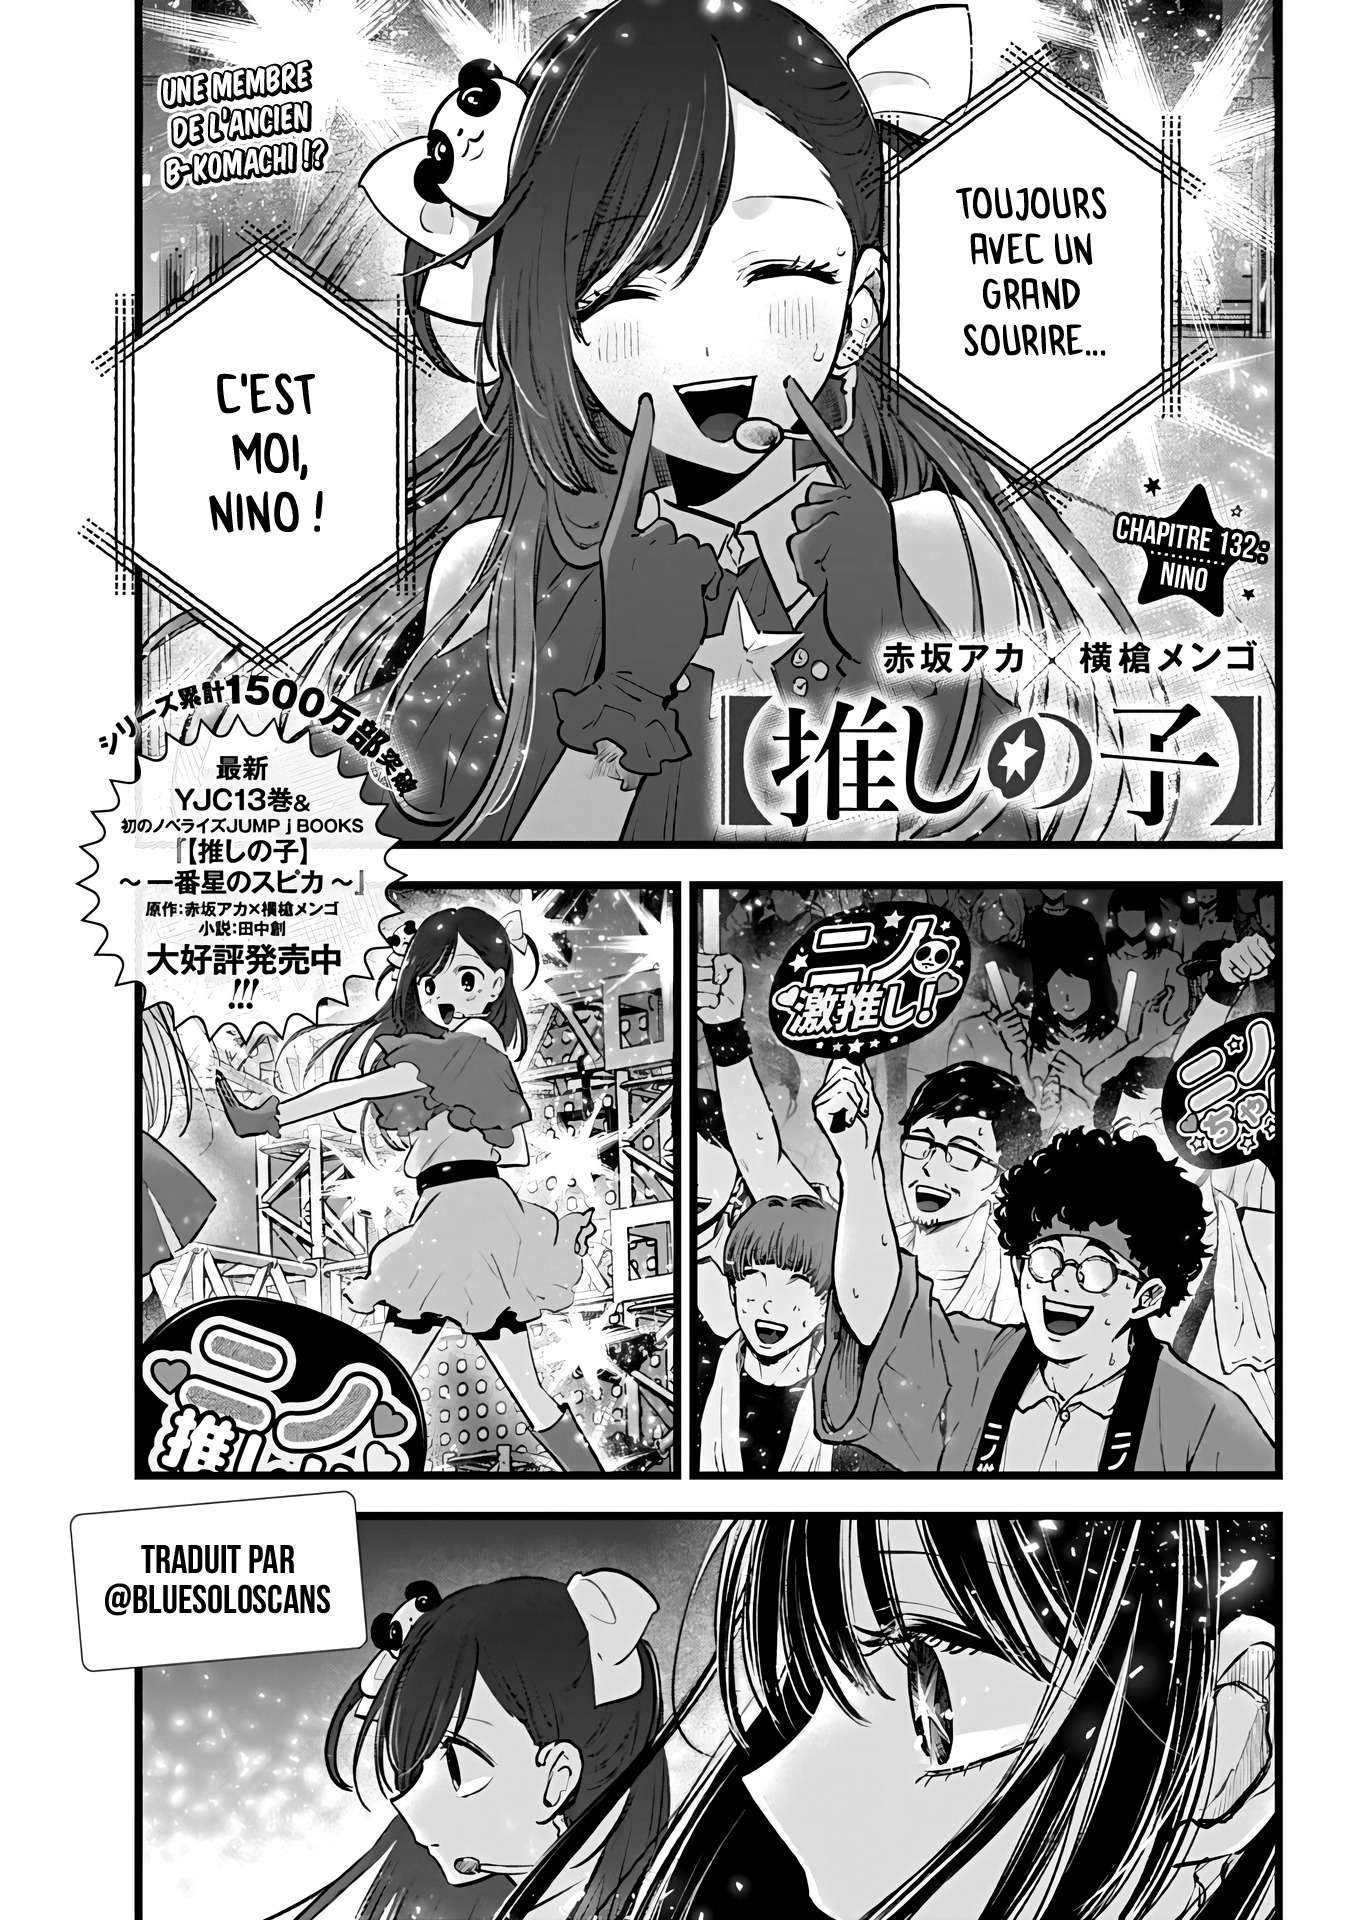 UNE MEMBRE
DE L'ANCIEN
B-KOMACHI !?
TOUJOURS
AVEC UN
GRAND
SOURIRE...
C'EST
MOI,
NINO !
CHAPITRE 132:
NINO
赤坂アカ×横槍メンゴ
【推しの子】
シリーズ累計1500万部突破
最新
YJC13巻&
初のノベライズJUMP j BOOKS
『【推しの子】
～一番星のスピカ～』
原作:赤坂アカ×横槍メンゴ
小説:田中創
大好評発売中
!!!
ニノ
激推し!
ニノ
ちゃ
ニノ
推し
ニノ
ニノ
TRADUIT PAR
@BLUESOLOSCANS